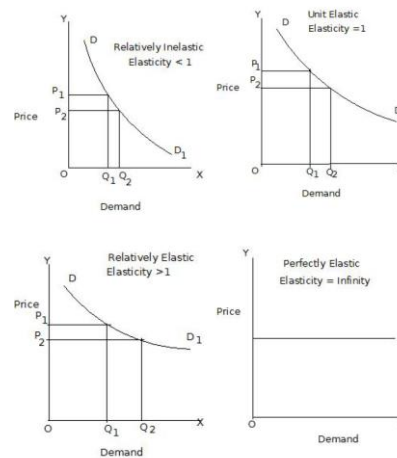 Y
D
Relatively Inelastic
Elasticity < 1
P1
P2
Price
D1
O
Q1 Q2
X
Demand
Y
Unit Elastic
Elasticity =1
D
P1
P2
Price
D
O
Q1 Q2
Demand
Y
D
Relatively Elastic
Elasticity >1
Price
P1
P2
D1
O
Q1 Q2
X
Demand
Y
Perfectly Elastic
Elasticity = Infinity
Price
O
Demand